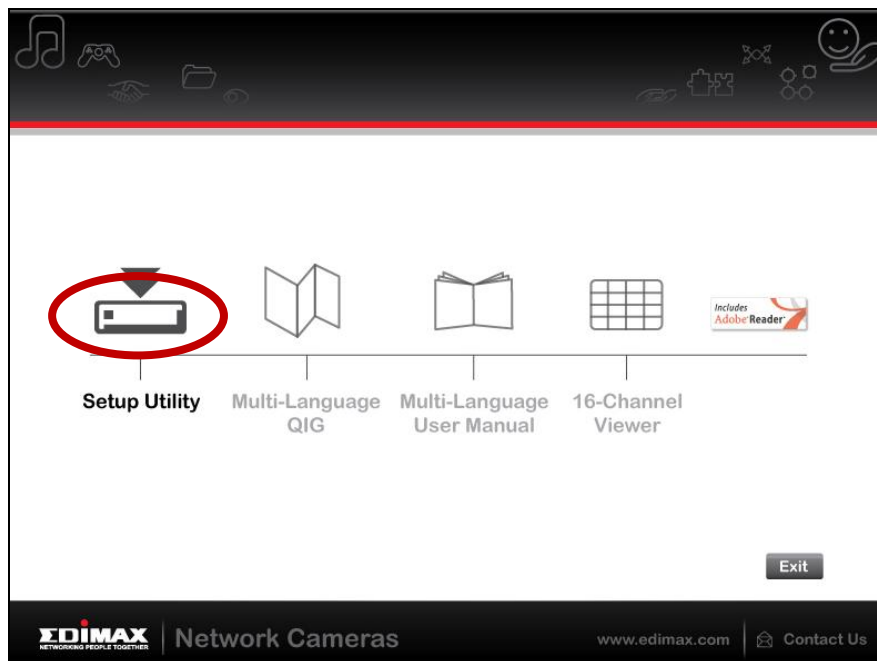 Includes
Adobe Reader
Setup Utility
Multi-Language
QIG
Multi-Language
User Manual
16-Channel
Viewer
Exit
EDIMAX
NETWORKING PEOPLE TOGETHER
Network Cameras
www.edimax.com
Contact Us